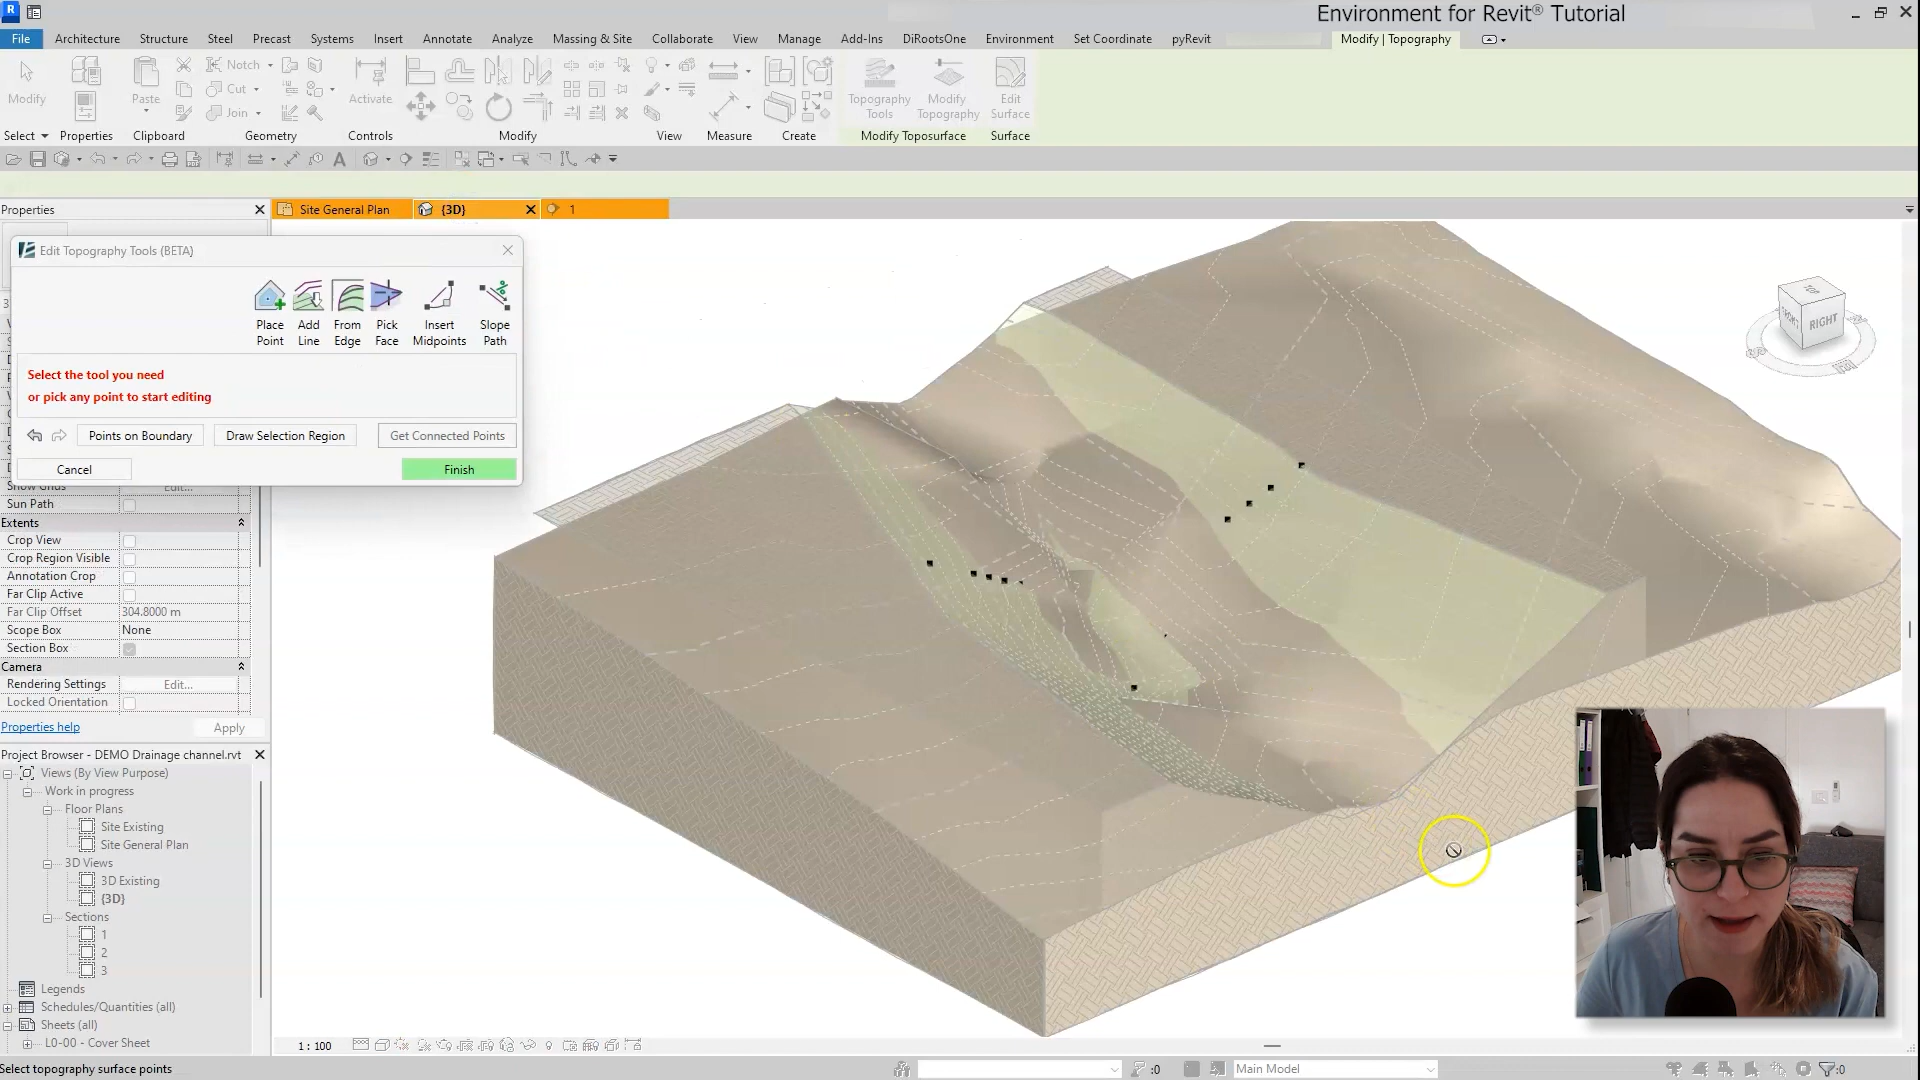 Environment for Revit® Tutorial
File Architecture Structure Steel Precast Systems Insert Annotate Analyze Massing & Site Collaborate View Manage Add-Ins DiRootsOne Environment Set Coordinate pyRevit Modify | Topography
Modify
Paste
Notch
Cut
Join
Activate
Topography Tools
Modify Topography
Edit Surface
Select Properties Clipboard Geometry Controls Modify View Measure Create Modify Toposurface Surface
Properties
Site General Plan
{3D}
1
Edit Topography Tools (BETA)
Place Point
Add Line
From Edge
Pick Face
Insert Midpoints
Slope Path
Select the tool you need
or pick any point to start editing
Points on Boundary
Draw Selection Region
Get Connected Points
Cancel
Finish
Show Grids Edit...
Sun Path
Extents
Crop View
Crop Region Visible
Annotation Crop
Far Clip Active
Far Clip Offset 304.8000 m
Scope Box None
Section Box
Camera
Rendering Settings Edit...
Locked Orientation
Properties help
Apply
Project Browser - DEMO Drainage channel.rvt
Views (By View Purpose)
Work in progress
Floor Plans
Site Existing
Site General Plan
3D Views
3D Existing
{3D}
Sections
1
2
3
Legends
Schedules/Quantities (all)
Sheets (all)
L0-00 - Cover Sheet
TOP
FRONT
RIGHT
1 : 100
Select topography surface points
:0
Main Model
:0